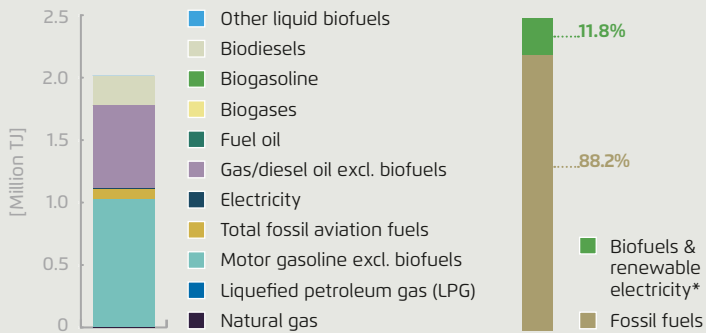 [Million TJ]
2.5
2.0
1.5
1.0
0.5
0
Other liquid biofuels
Biodiesels
Biogasoline
Biogases
Fuel oil
Gas/diesel oil excl. biofuels
Electricity
Total fossil aviation fuels
Motor gasoline excl. biofuels
Liquefied petroleum gas (LPG)
Natural gas
11.8%
88.2%
Biofuels &
renewable
electricity*
Fossil fuels